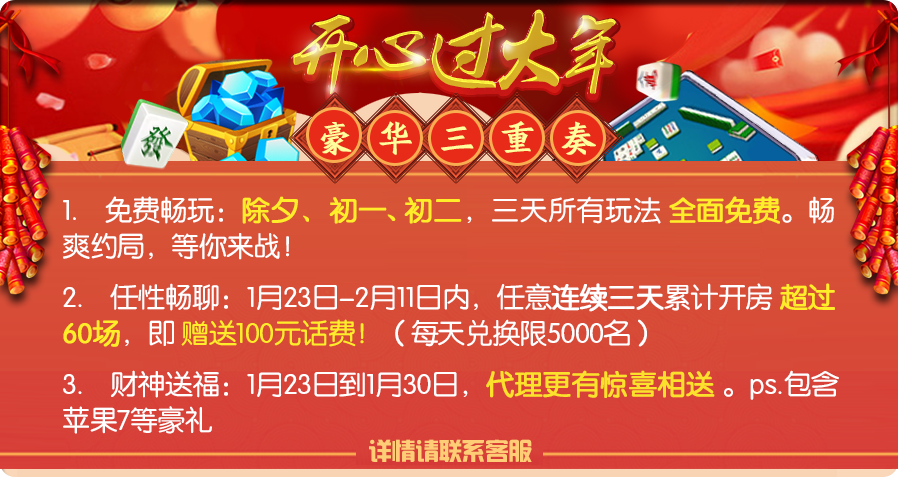 开心过大年
豪华三重奏
發
1. 免费畅玩：除夕、初一、初二，三天所有玩法 全面免费。畅
爽约局，等你来战！
2. 任性畅聊：1月23日-2月11日内，任意连续三天累计开房 超过
60场，即 赠送100元话费！（每天兑换限5000名）
3. 财神送福：1月23日到1月30日，代理更有惊喜相送 。ps.包含
苹果7等豪礼
详情请联系客服